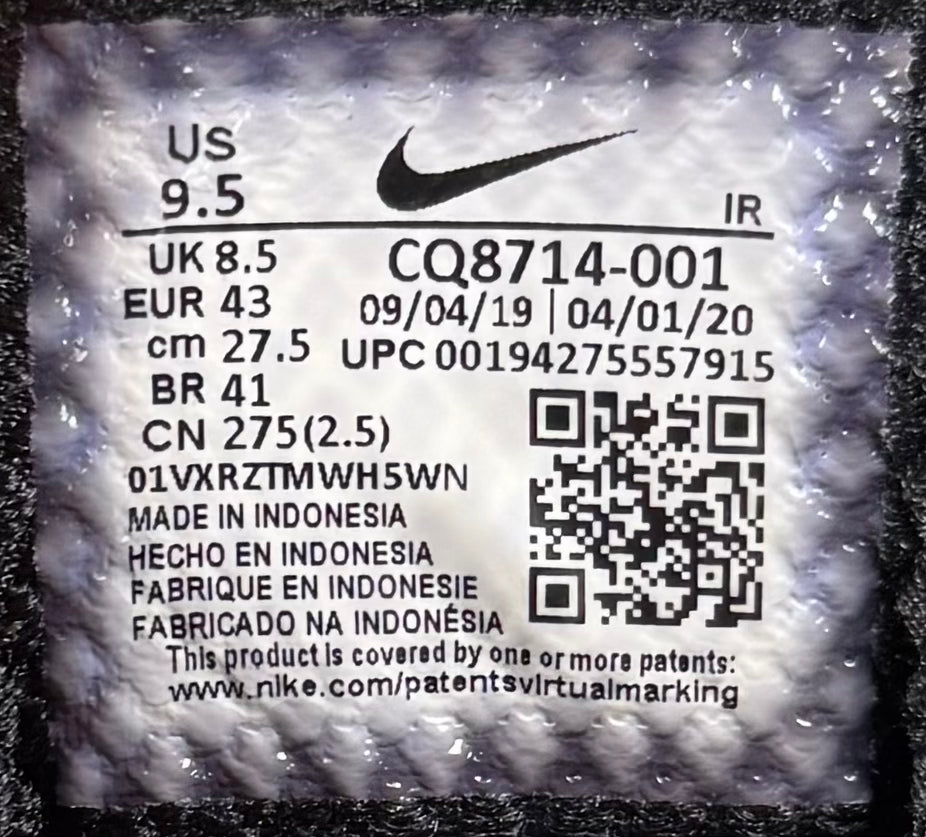 US
9.5
IR
UK 8.5
CQ8714-001
EUR 43
09/04/19 | 04/01/20
cm 27.5
UPC 00194275557915
BR 41
CN 275(2.5)
01VXRZTMWH5WN
MADE IN INDONESIA
HECHO EN INDONESIA
FABRIQUE EN INDONESIE
FABRICADO NA INDONÉSIA
This product is covered by one or more patents:
www.nike.com/patentsvirtualmarking